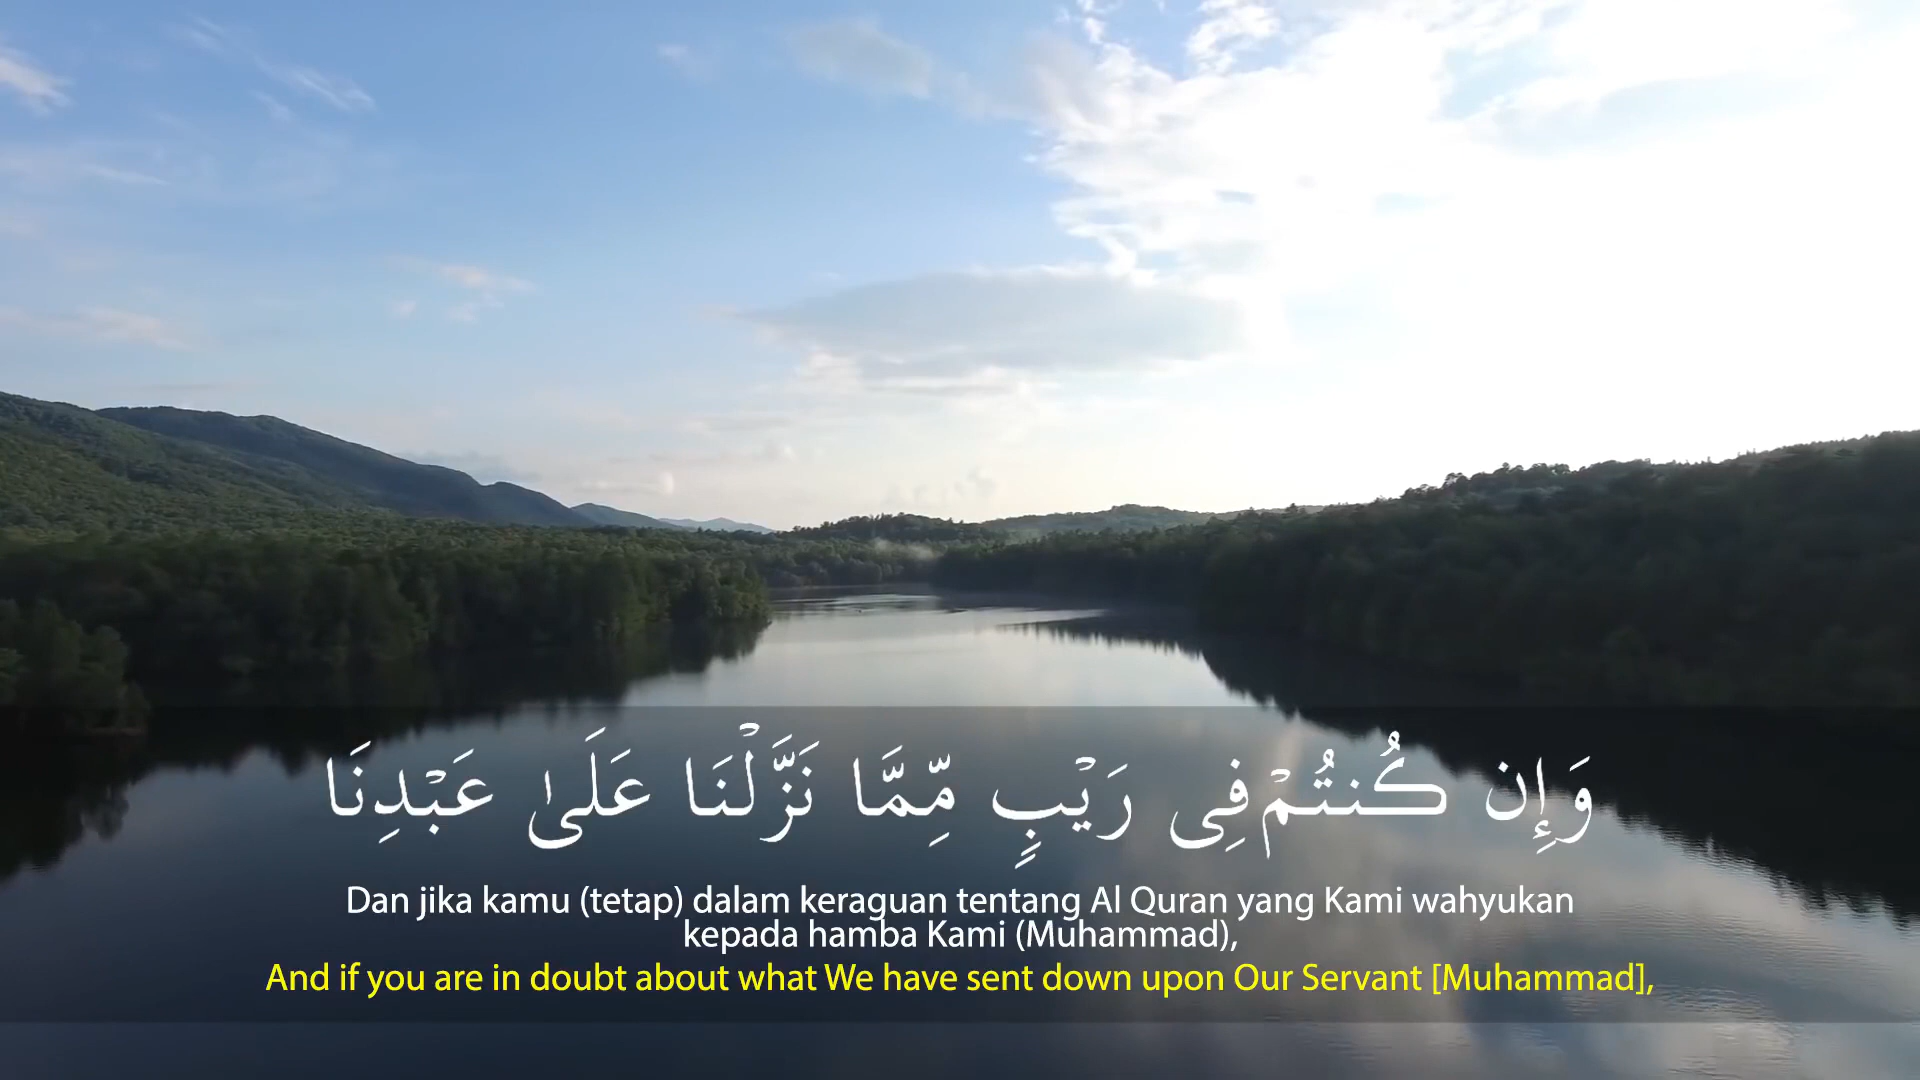 وَإِن كُنتُمْ فِى رَيْبٍ مِّمَّا نَزَّلْنَا عَلَىٰ عَبْدِنَا
Dan jika kamu (tetap) dalam keraguan tentang Al Quran yang Kami wahyukan
kepada hamba Kami (Muhammad),
And if you are in doubt about what We have sent down upon Our Servant [Muhammad],